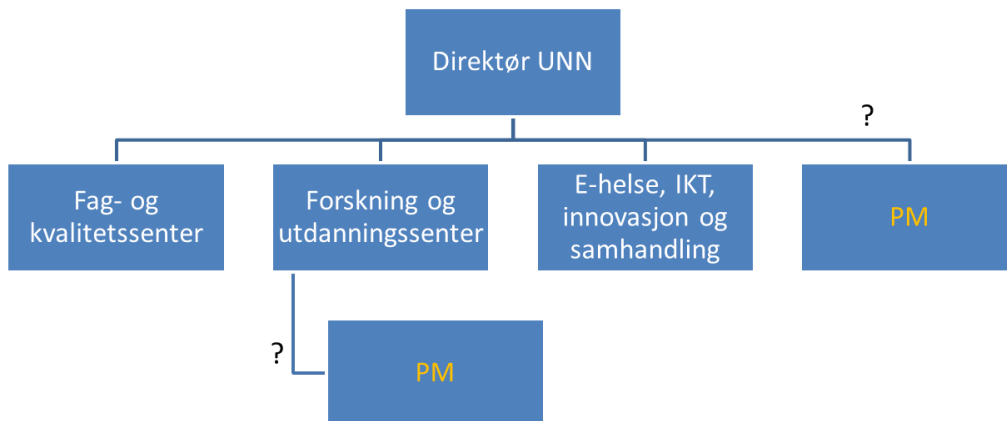 Direktør UNN
?
Fag- og
kvalitetssenter
Forskning og
utdanningssenter
E-helse, IKT,
innovasjon og
samhandling
PM
?
PM